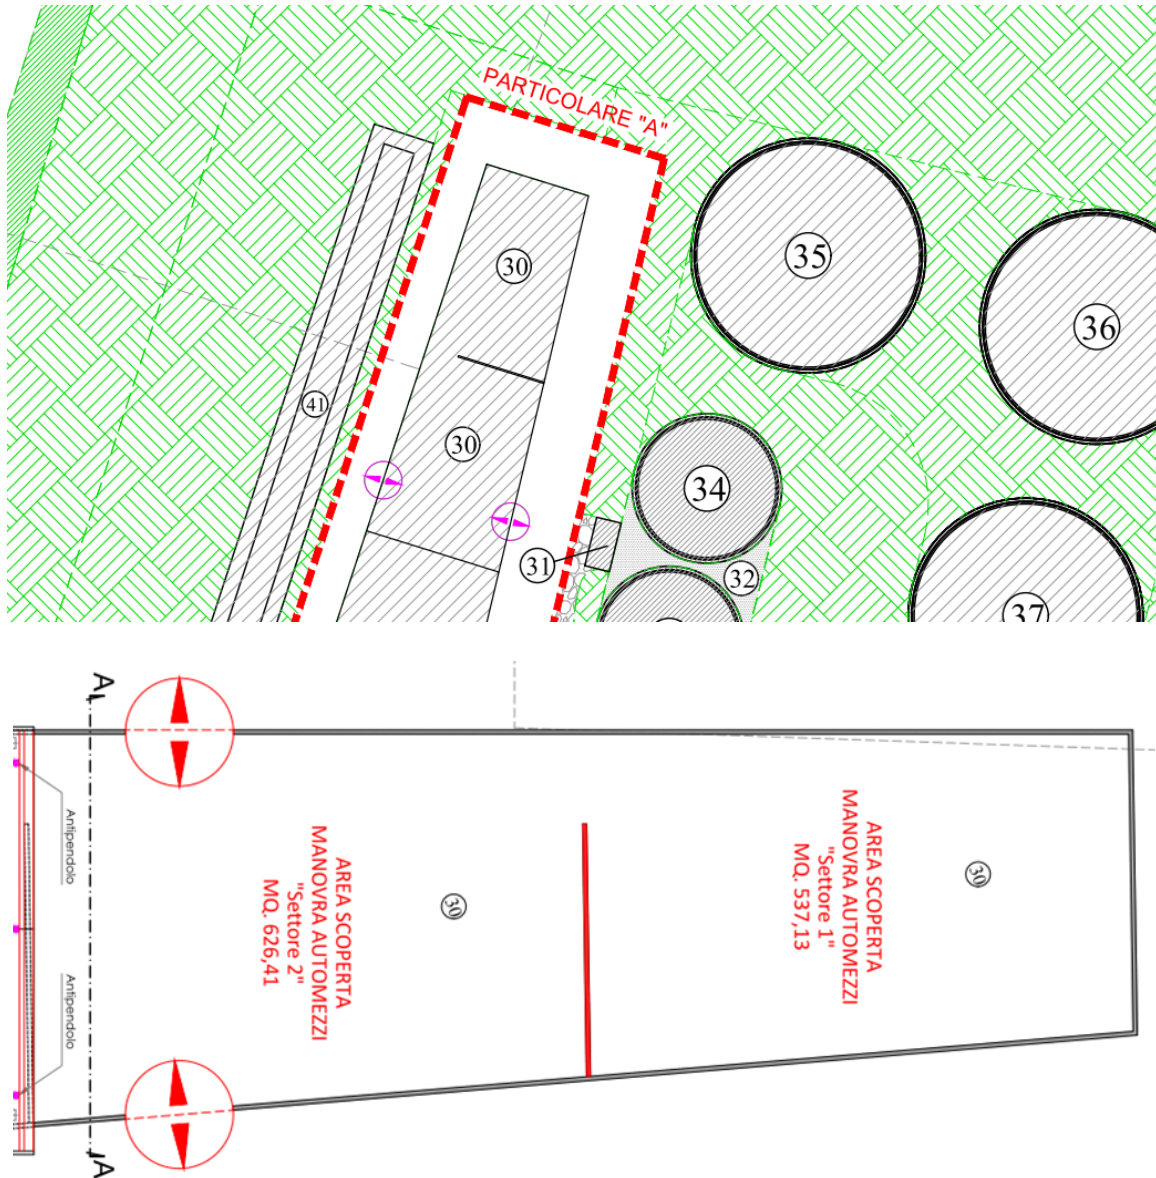 PARTICOLARE "A"
30
35
36
41
30
34
31
32
37
A
A
Antipendolo
Antipendolo
AREA SCOPERTA
MANOVRA AUTOMEZZI
"Settore 2"
MQ. 626,41
30
AREA SCOPERTA
MANOVRA AUTOMEZZI
"Settore 1"
MQ. 537,13
30